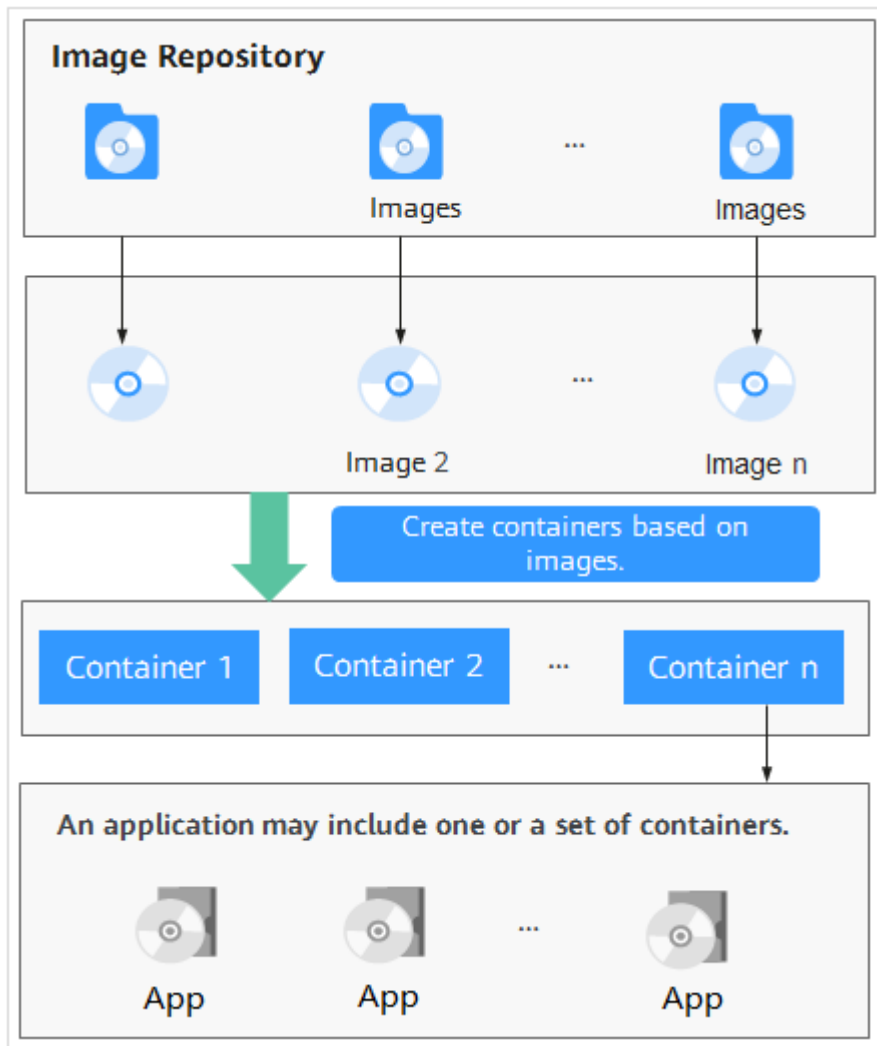 Image Repository
...
Images
Images
...
Image 2
Image n
Create containers based on
images.
Container 1
Container 2
...
Container n
An application may include one or a set of containers.
...
App
App
App